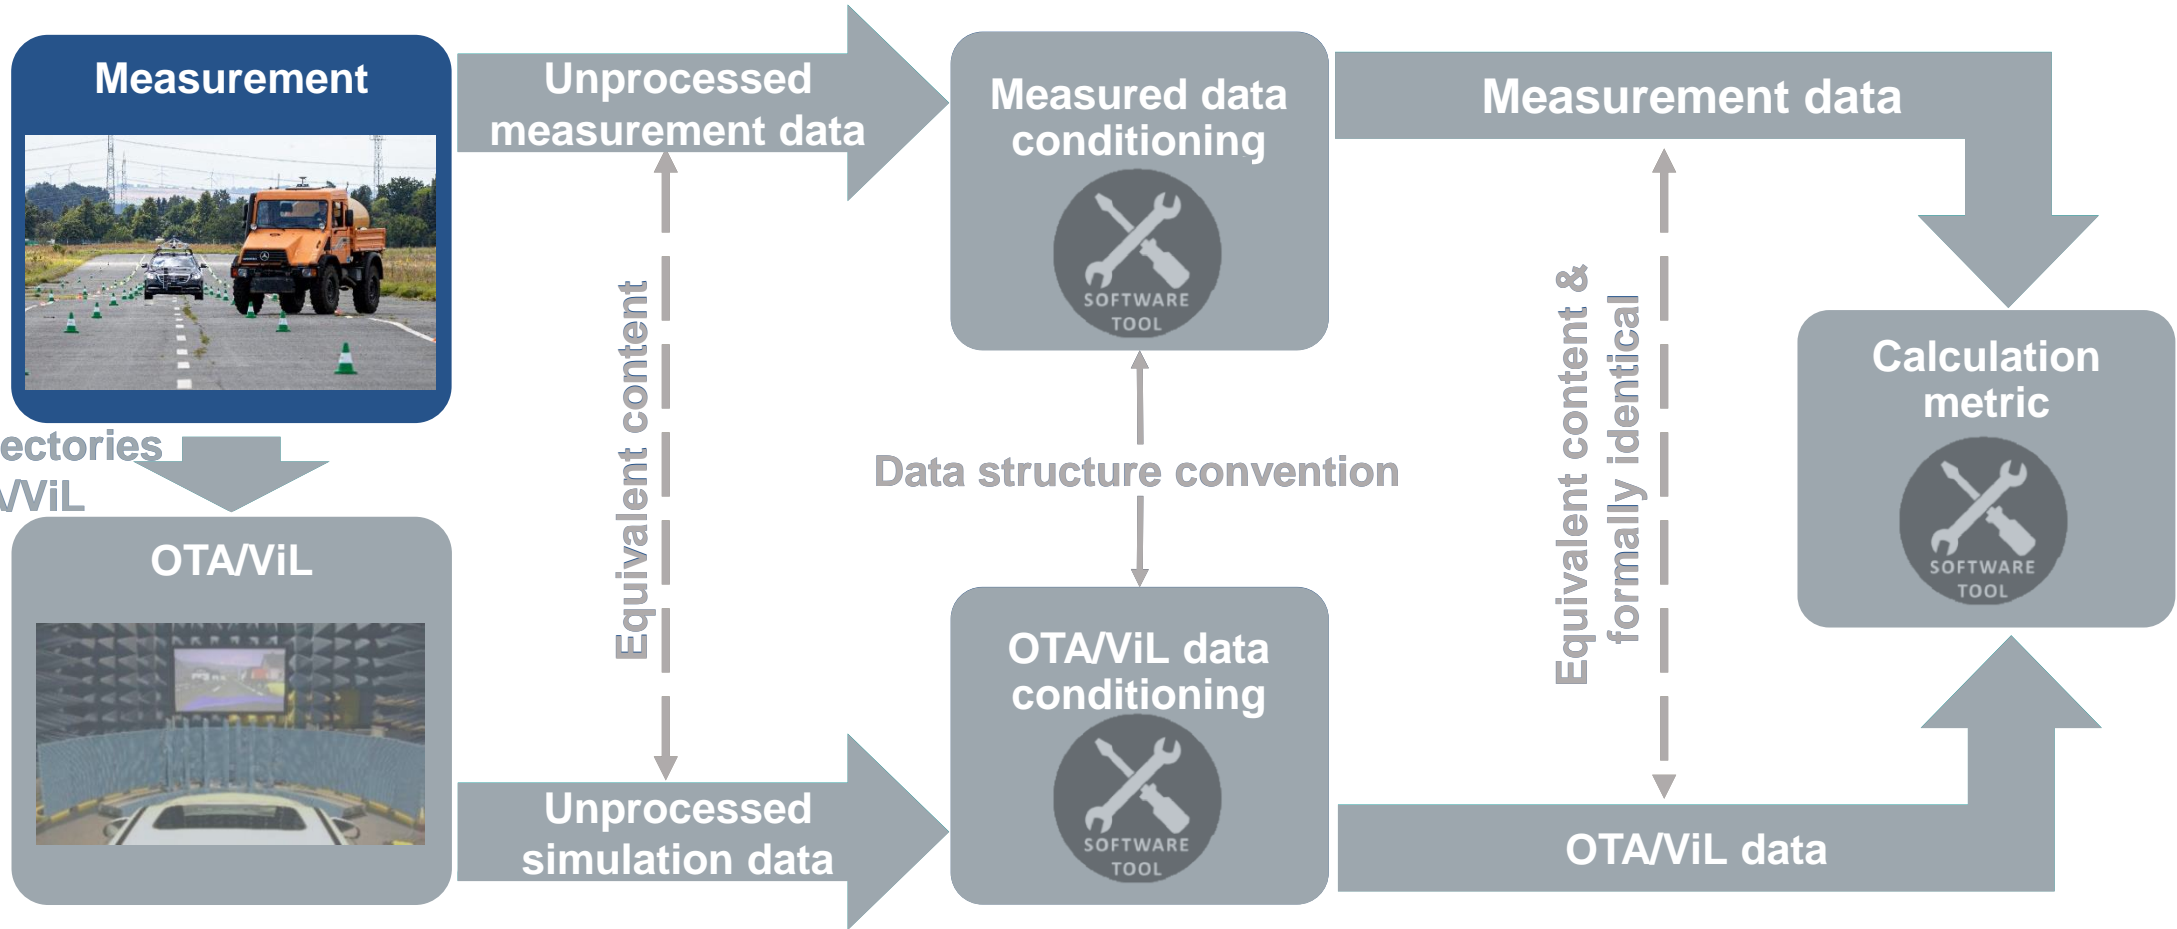 Measurement
Unprocessed
measurement data
Measured data
conditioning
SOFTWARE
TOOL
Measurement data
ectories
/ViL
Equivalent content
Data structure convention
Equivalent content &
formally identical
Calculation
metric
SOFTWARE
TOOL
OTA/ViL
Unprocessed
simulation data
OTA/ViL data
conditioning
SOFTWARE
TOOL
OTA/ViL data